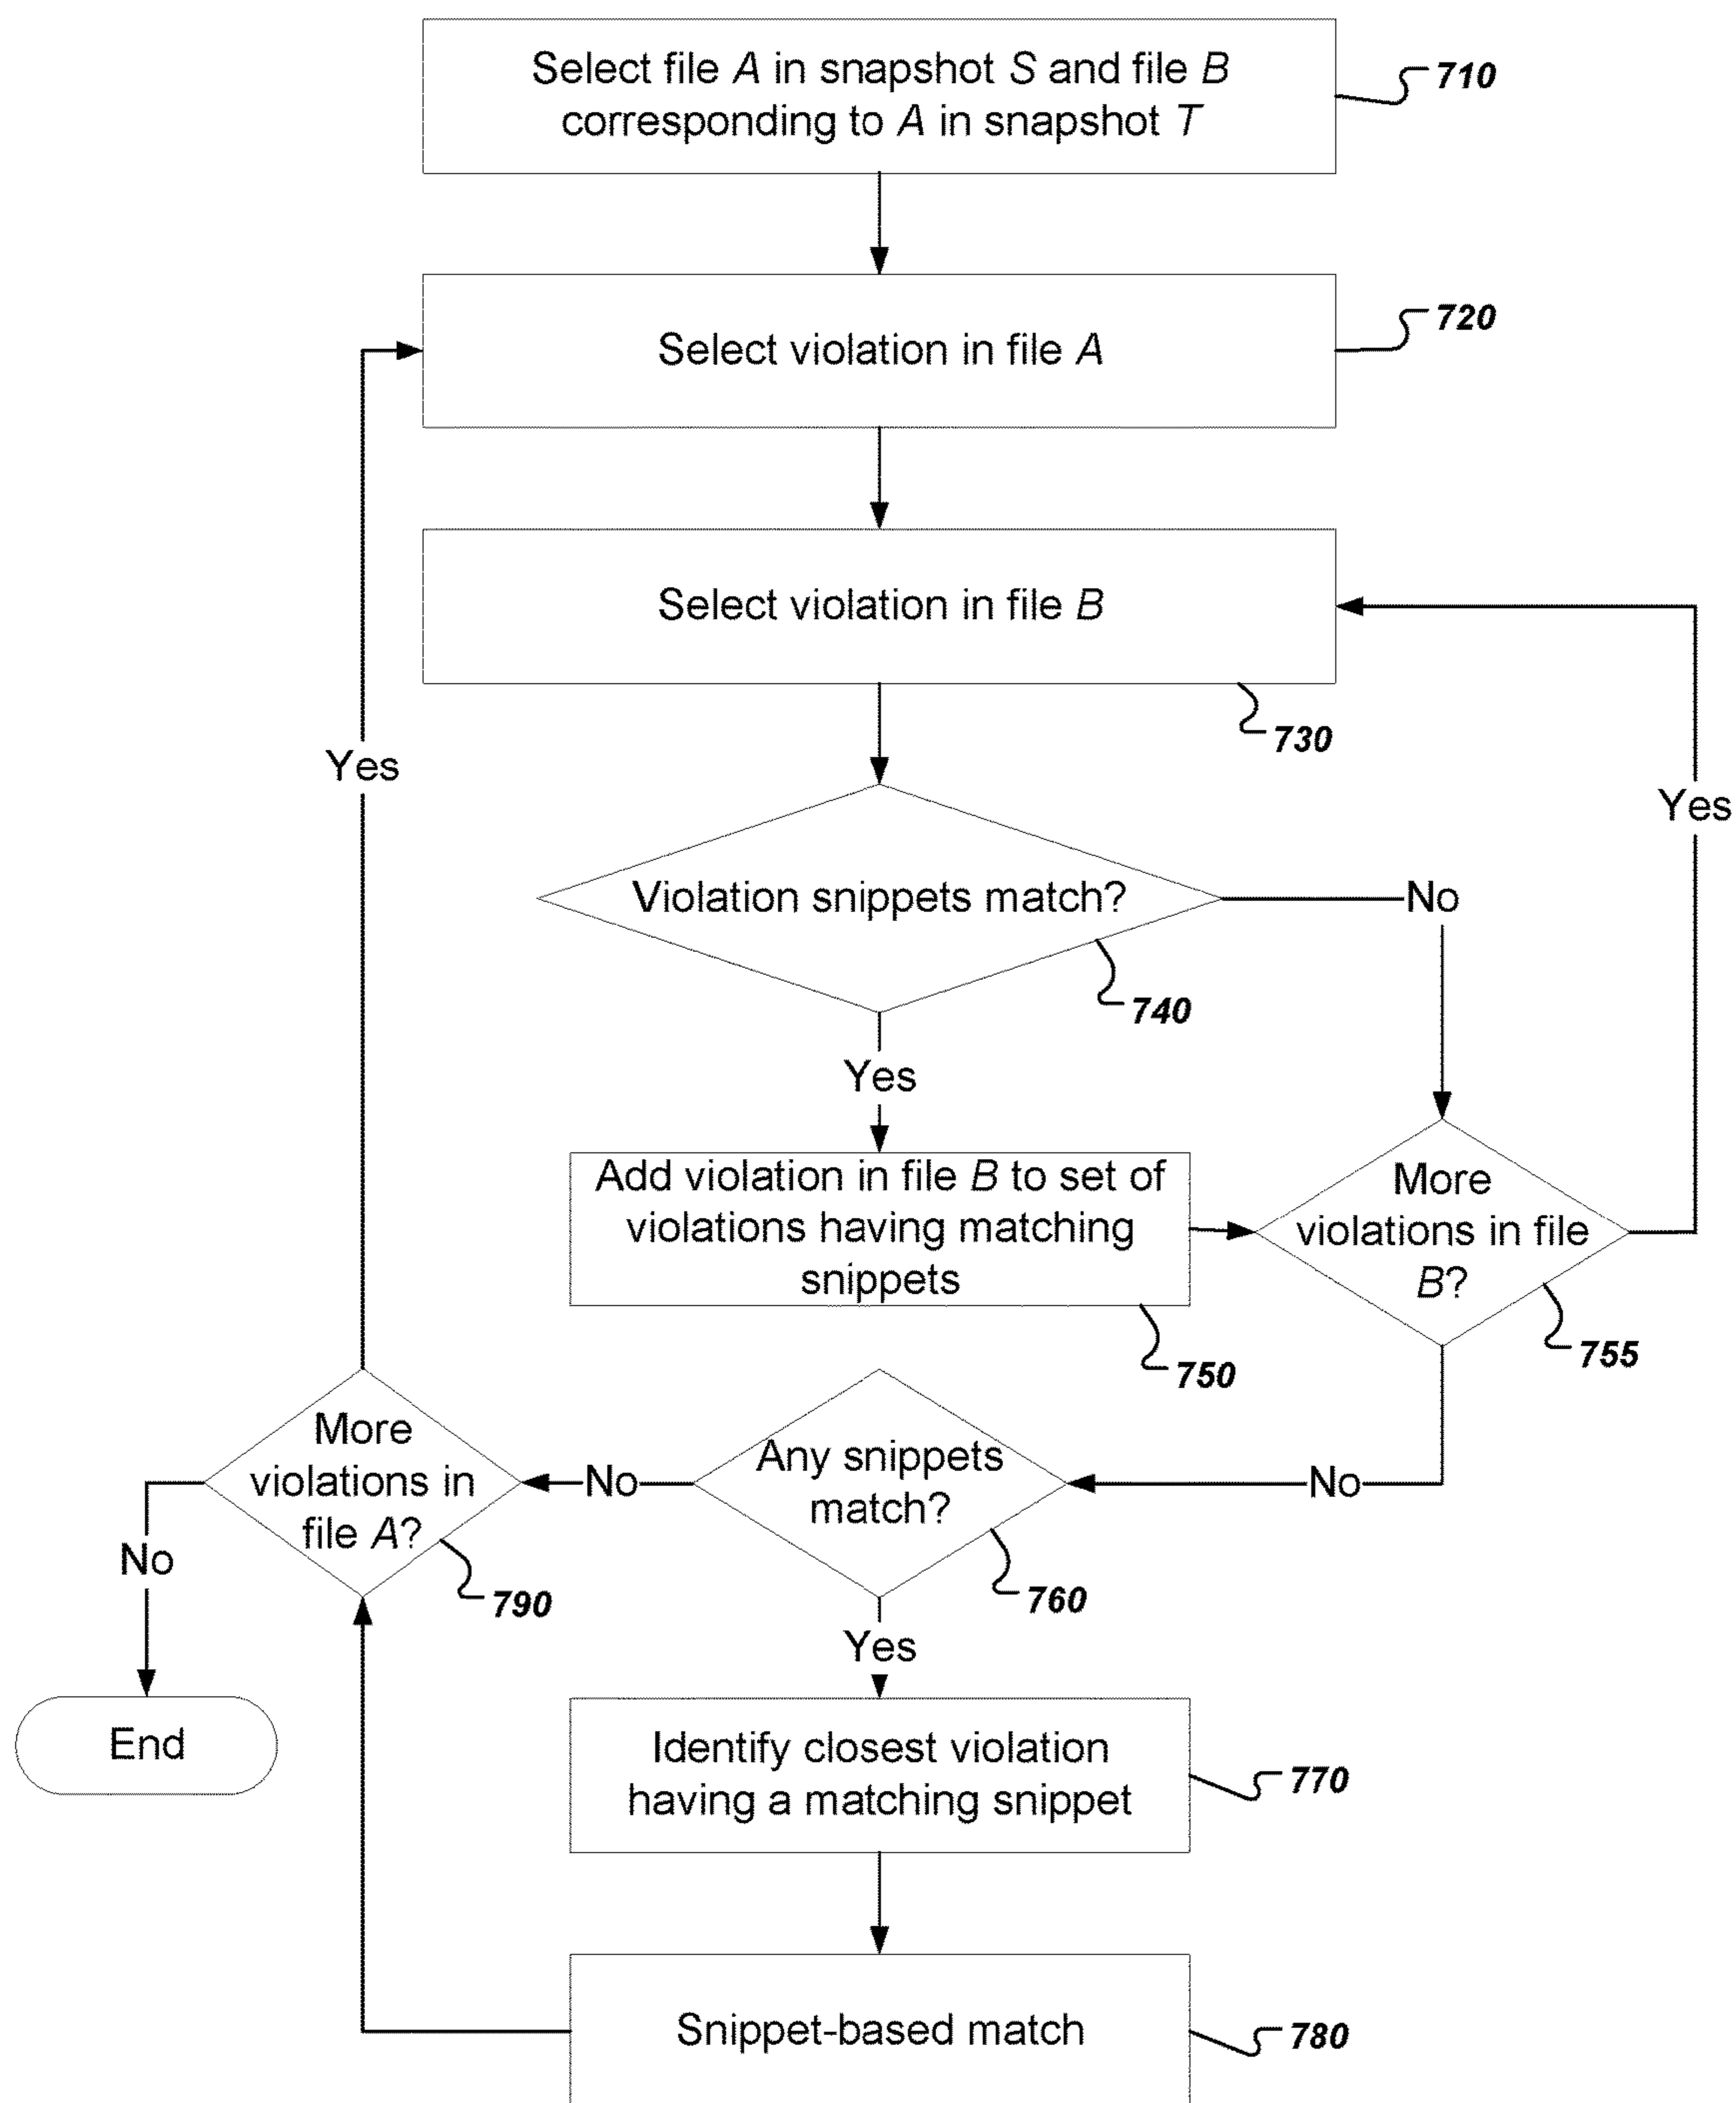 Select file A in snapshot S and file B
corresponding to A in snapshot T
710
Select violation in file A
720
Select violation in file B
730
Yes
Yes
Violation snippets match?
No
740
Yes
Add violation in file B to set of
violations having matching
snippets
750
More
violations in file
B?
755
More
violations in
file A?
790
No
Any snippets
match?
760
No
No
Yes
End
Identify closest violation
having a matching snippet
770
Snippet-based match
780